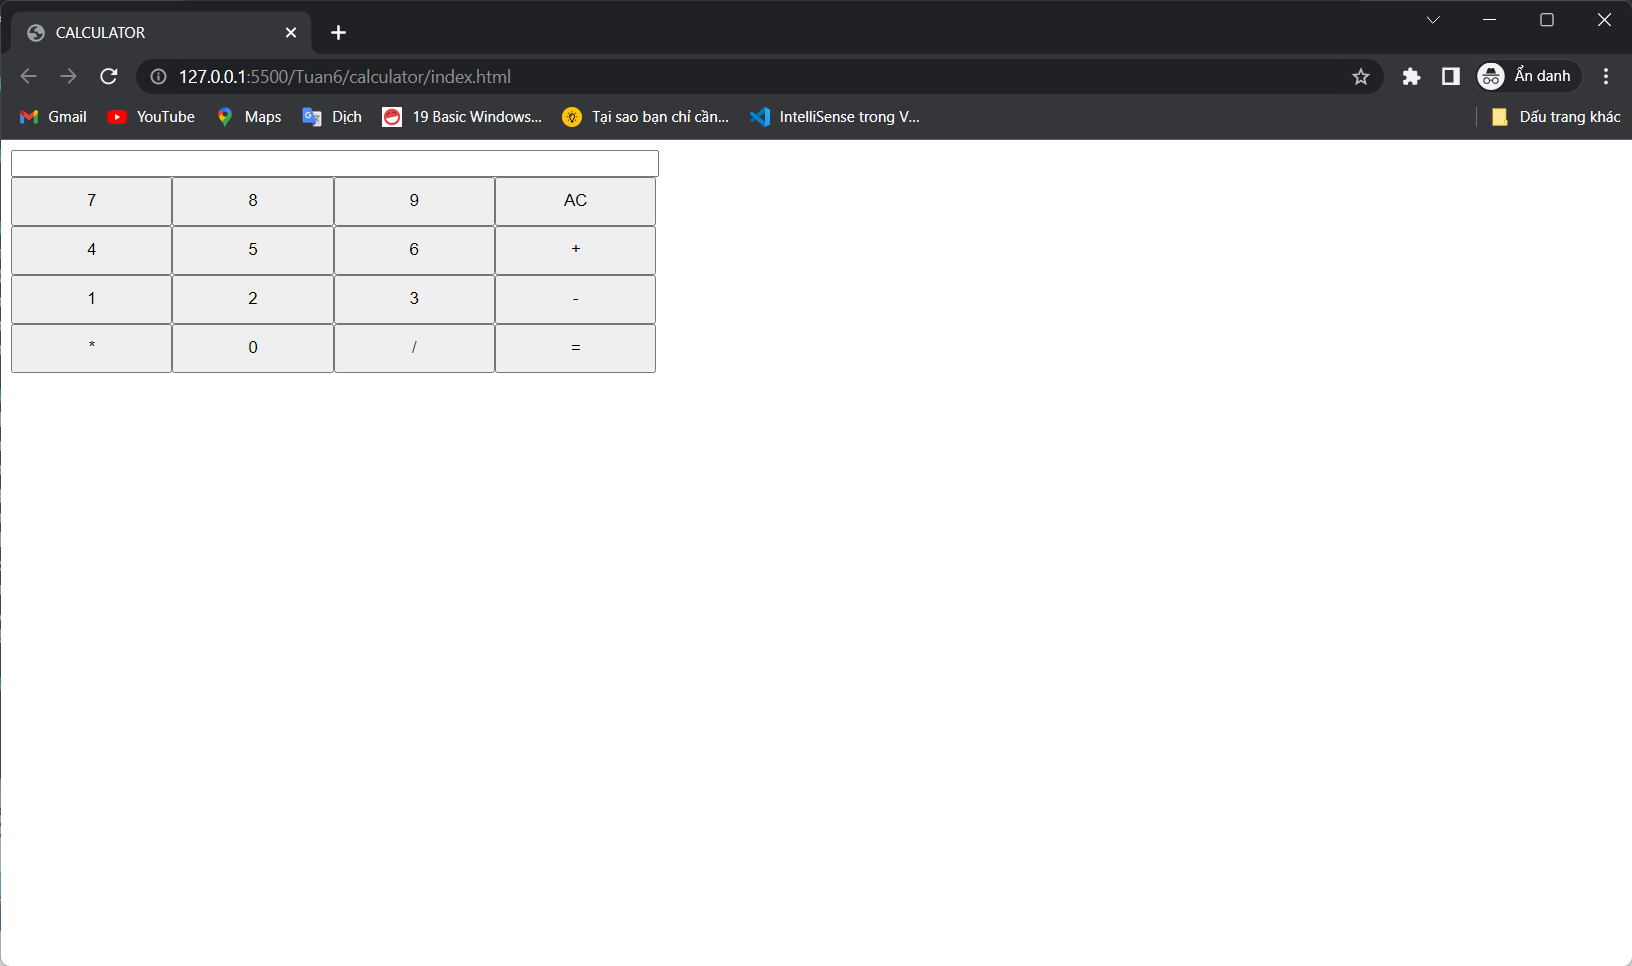 CALCULATOR
127.0.0.1:5500/Tuan6/calculator/index.html
Ẩn danh
Gmail YouTube Maps Dịch 19 Basic Windows... Tại sao bạn chỉ cần... IntelliSense trong V... Dấu trang khác
7 8 9 AC
4 5 6 +
1 2 3 -
* 0 / =